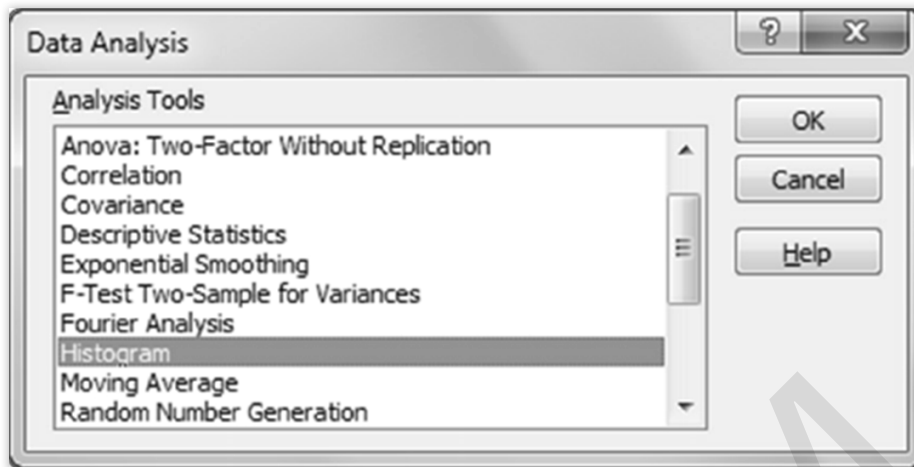 Data Analysis
?
Analysis Tools
Anova: Two-Factor Without Replication
Correlation
Covariance
Descriptive Statistics
Exponential Smoothing
F-Test Two-Sample for Variances
Fourier Analysis
Histogram
Moving Average
Random Number Generation
OK
Cancel
Help